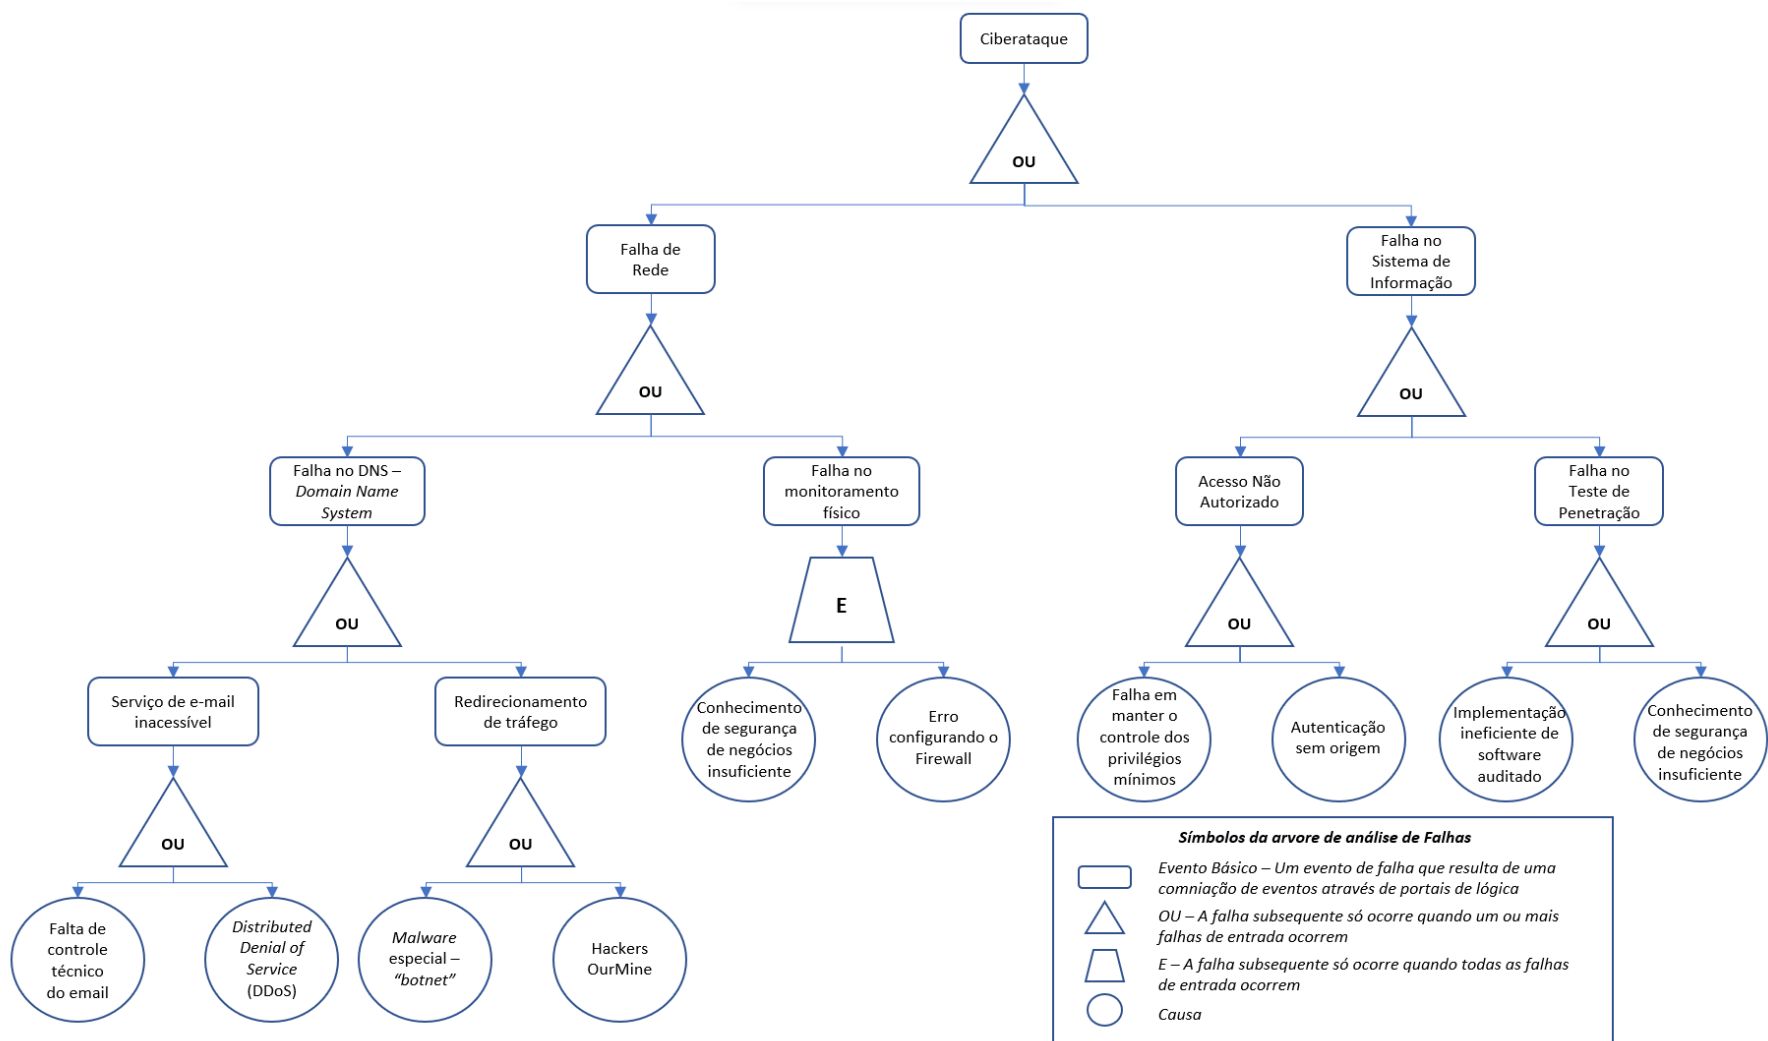 Ciberataque
OU
Falha de
Rede
Falha no
Sistema de
Informação
OU
OU
Falha no DNS –
Domain Name
System
Falha no
monitoramento
físico
Acesso Não
Autorizado
Falha no
Teste de
Penetração
OU
E
OU
OU
Serviço de e-mail
inacessível
Redirecionamento
de tráfego
Conhecimento
de segurança
de negócios
insuficiente
Erro
configurando o
Firewall
Falha em
manter o
controle dos
privilégios
mínimos
Autenticação
sem origem
Implementação
ineficiente de
software
auditado
Conhecimento
de segurança
de negócios
insuficiente
OU
OU
Falta de
controle
técnico
do email
Distributed
Denial of
Service
(DDoS)
Malware
especial –
“botnet”
Hackers
OurMine
Símbolos da arvore de análise de Falhas
Evento Básico – Um evento de falha que resulta de uma
comniação de eventos através de portais de lógica
OU – A falha subsequente só ocorre quando um ou mais
falhas de entrada ocorrem
E – A falha subsequente só ocorre quando todas as falhas
de entrada ocorrem
Causa